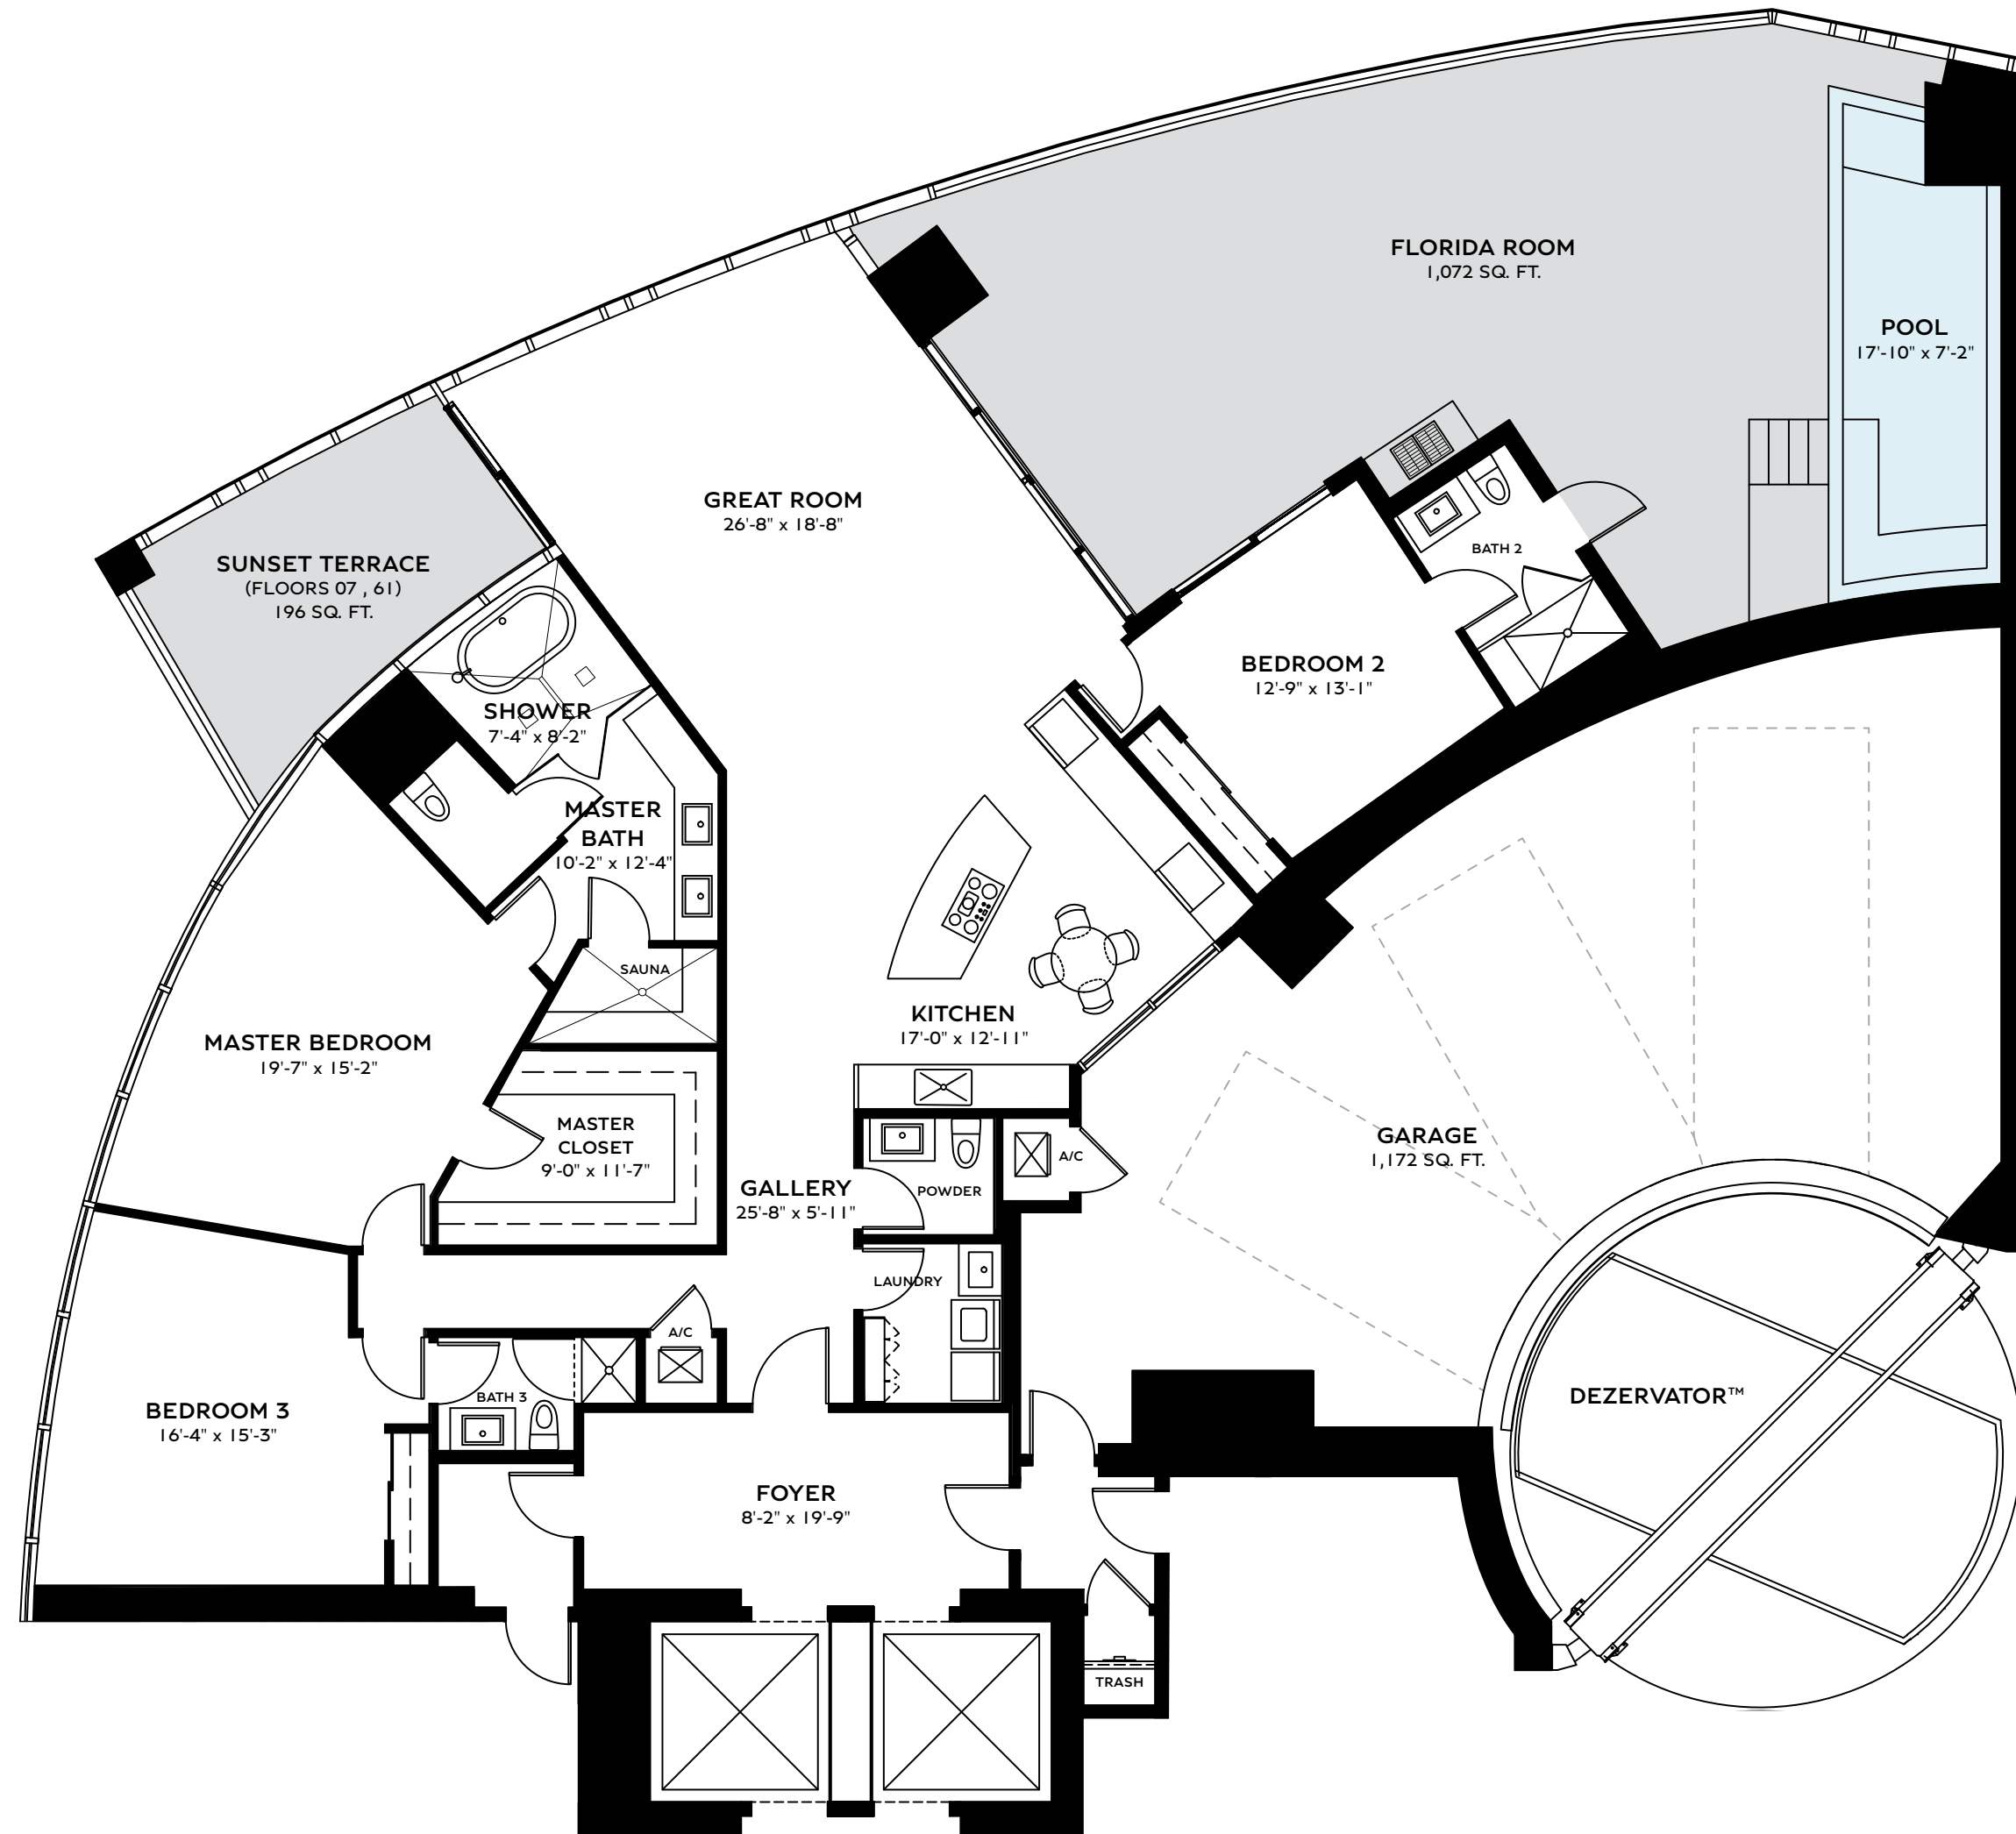 FLORIDA ROOM
1,072 SQ. FT.
POOL
17'-10" x 7'-2"
GREAT ROOM
26'-8" x 18'-8"
SUNSET TERRACE
(FLOORS 07 , 61)
196 SQ. FT.
BATH 2
BEDROOM 2
12'-9" x 13'-1"
SHOWER
7'-4" x 8'-2"
MASTER
BATH
10'-2" x 12'-4"
SAUNA
KITCHEN
17'-0" x 12'-11"
MASTER BEDROOM
19'-7" x 15'-2"
MASTER
CLOSET
9'-0" x 11'-7"
GALLERY
25'-8" x 5'-11"
POWDER
A/C
GARAGE
1,172 SQ. FT.
LAUNDRY
A/C
BATH 3
BEDROOM 3
16'-4" x 15'-3"
DEZERVATOR™
FOYER
8'-2" x 19'-9"
TRASH